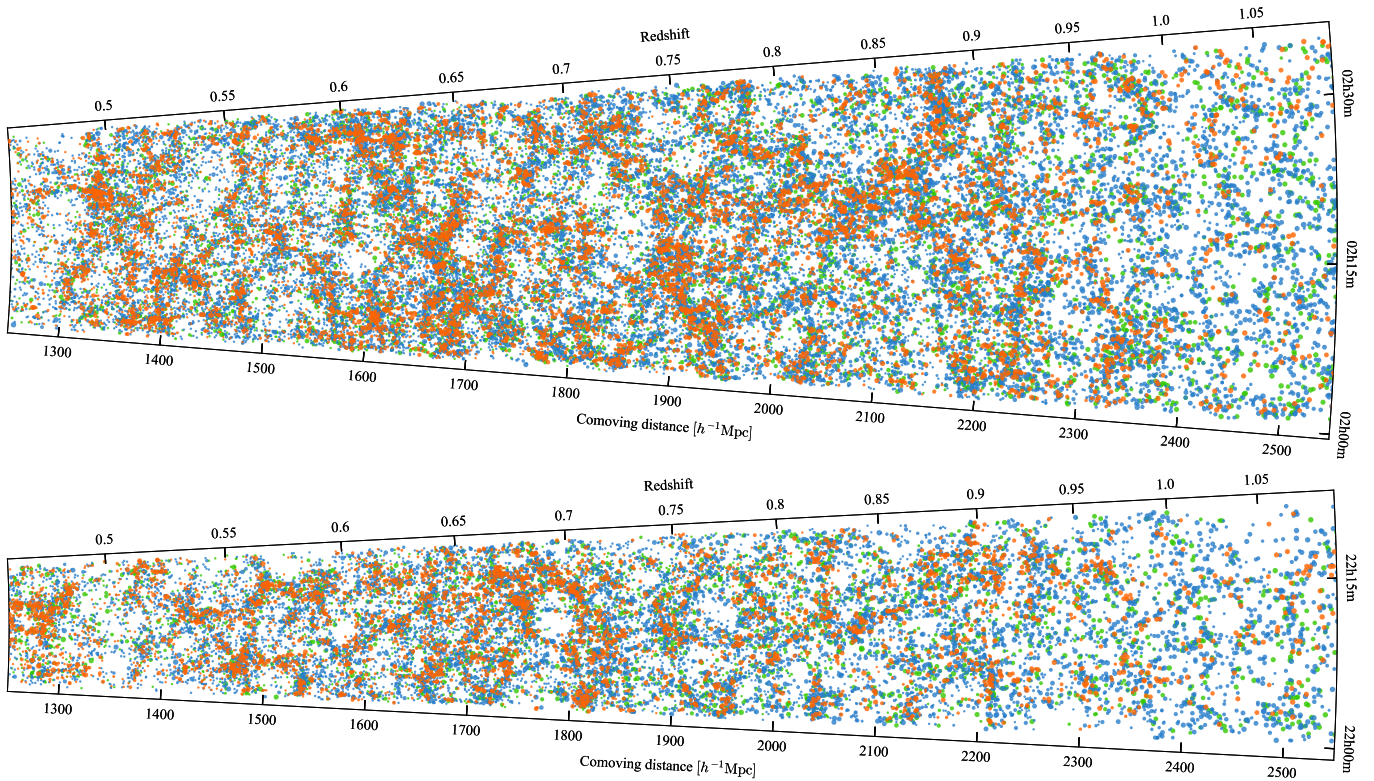 Redshift
0.5 0.55 0.6 0.65 0.7 0.75 0.8 0.85 0.9 0.95 1.0 1.05
02h30m
02h15m
02h00m
1300 1400 1500 1600 1700 1800 1900 2000 2100 2200 2300 2400 2500
Comoving distance [h⁻¹Mpc]
Redshift
0.5 0.55 0.6 0.65 0.7 0.75 0.8 0.85 0.9 0.95 1.0 1.05
22h15m
22h00m
1300 1400 1500 1600 1700 1800 1900 2000 2100 2200 2300 2400 2500
Comoving distance [h⁻¹Mpc]